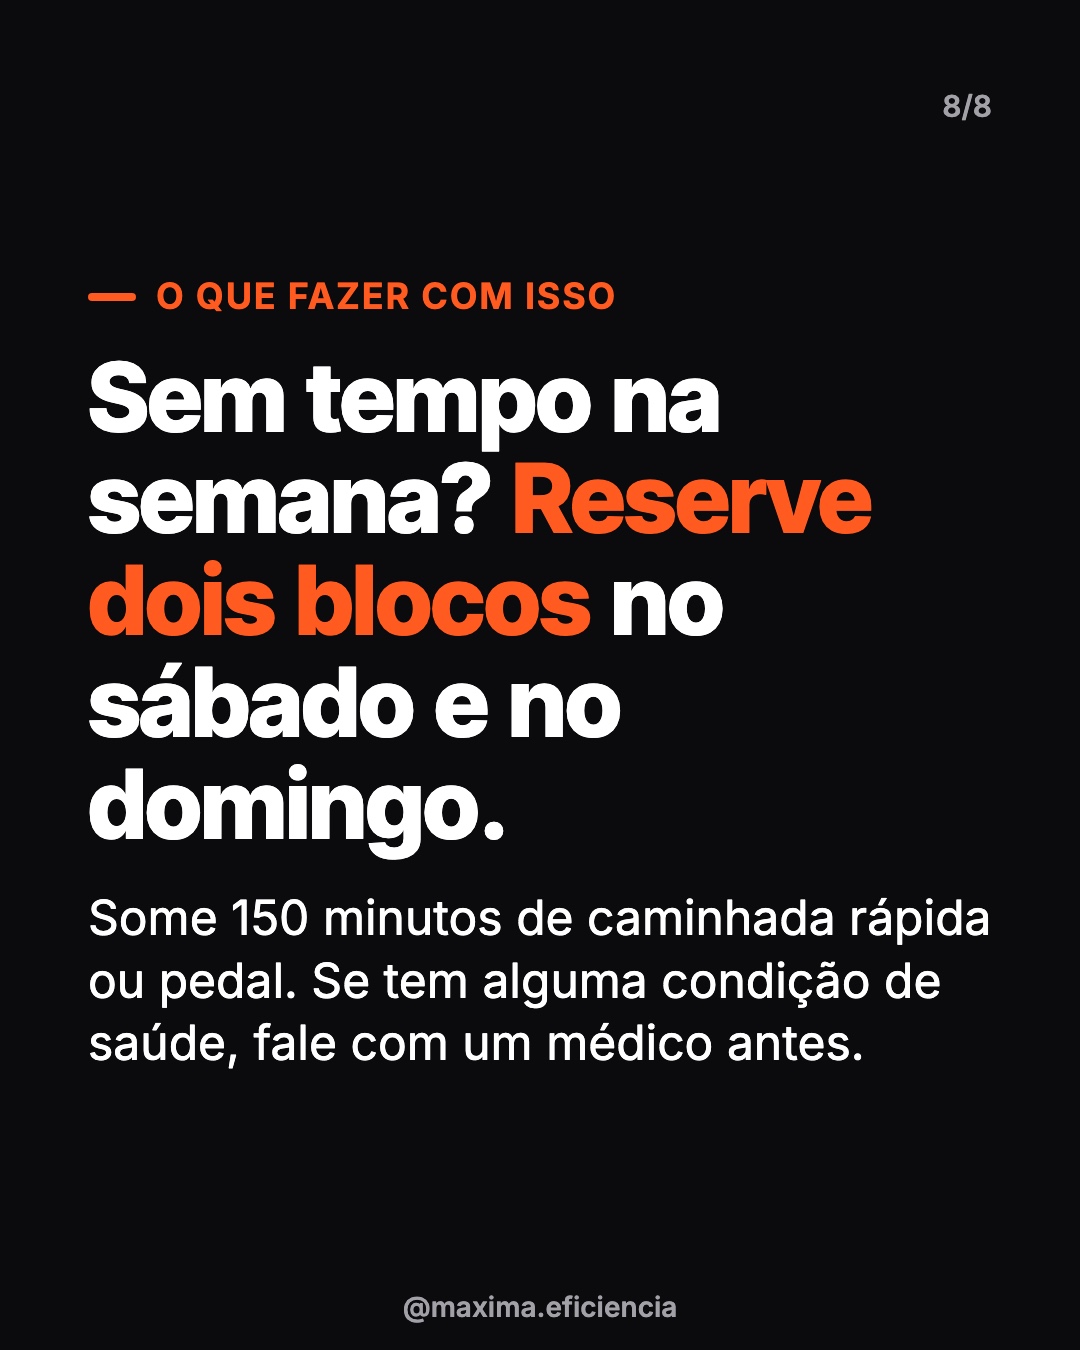 8/8
O QUE FAZER COM ISSO
Sem tempo na
semana? Reserve
dois blocos no
sábado e no
domingo.
Some 150 minutos de caminhada rápida
ou pedal. Se tem alguma condição de
saúde, fale com um médico antes.
@maxima.eficiencia